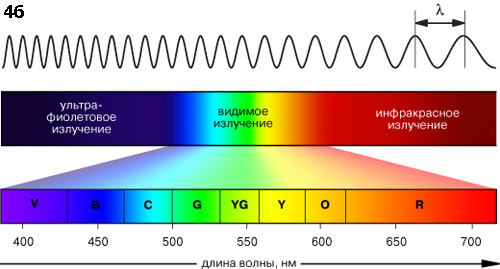 46
λ
ультра-
фиолетовое
излучение
видимое
излучение
инфракрасное
излучение
V B C G YG Y O R
400 450 500 550 600 650 700
длина волны, нм